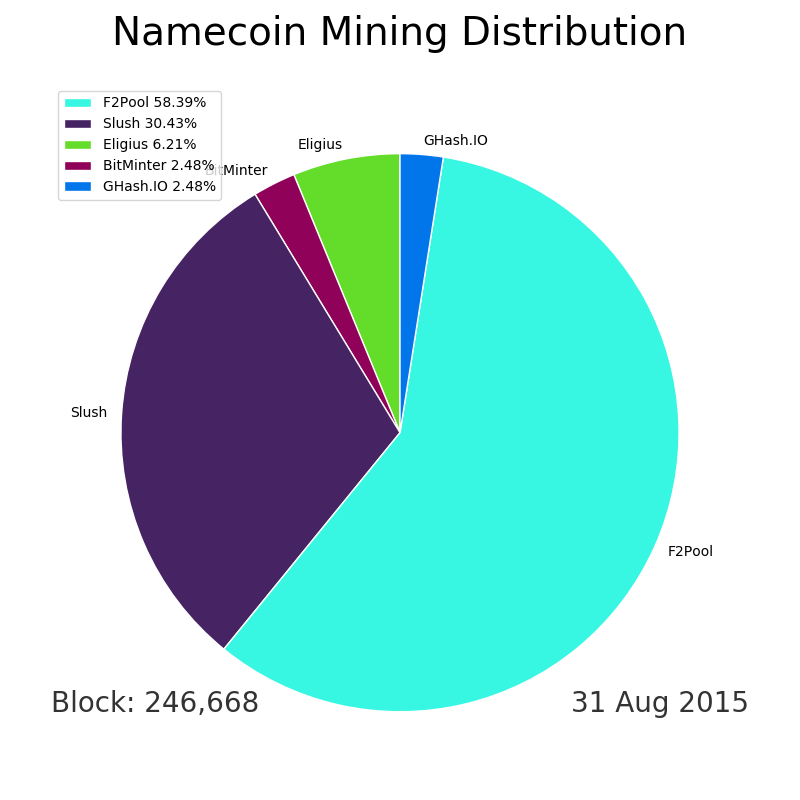 Namecoin Mining Distribution
F2Pool 58.39%
Slush 30.43%
Eligius 6.21%
BitMinter 2.48%
GHash.IO 2.48%
Eligius
GHash.IO
BitMinter
Slush
F2Pool
Block: 246,668
31 Aug 2015